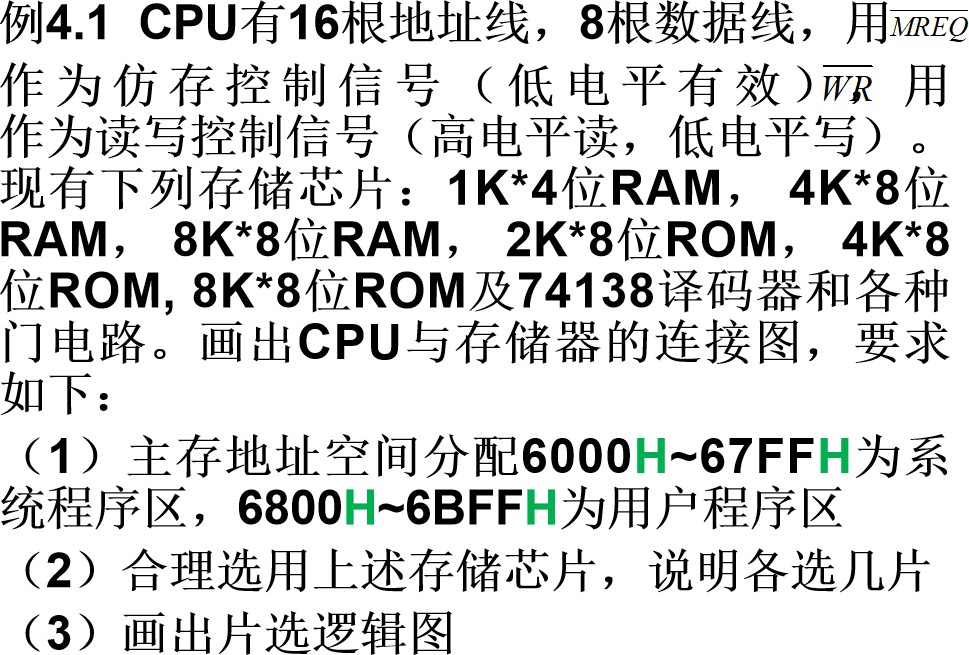 例4.1 CPU有16根地址线，8根数据线，用MREQ
作为仿存控制信号（低电平有效），WR 用
作为读写控制信号（高电平读，低电平写）。
现有下列存储芯片：1K*4位RAM， 4K*8位
RAM， 8K*8位RAM， 2K*8位ROM， 4K*8
位ROM, 8K*8位ROM及74138译码器和各种
门电路。画出CPU与存储器的连接图，要求
如下：
（1）主存地址空间分配6000H~67FFH为系
统程序区，6800H~6BFFH为用户程序区
（2）合理选用上述存储芯片，说明各选几片
（3）画出片选逻辑图